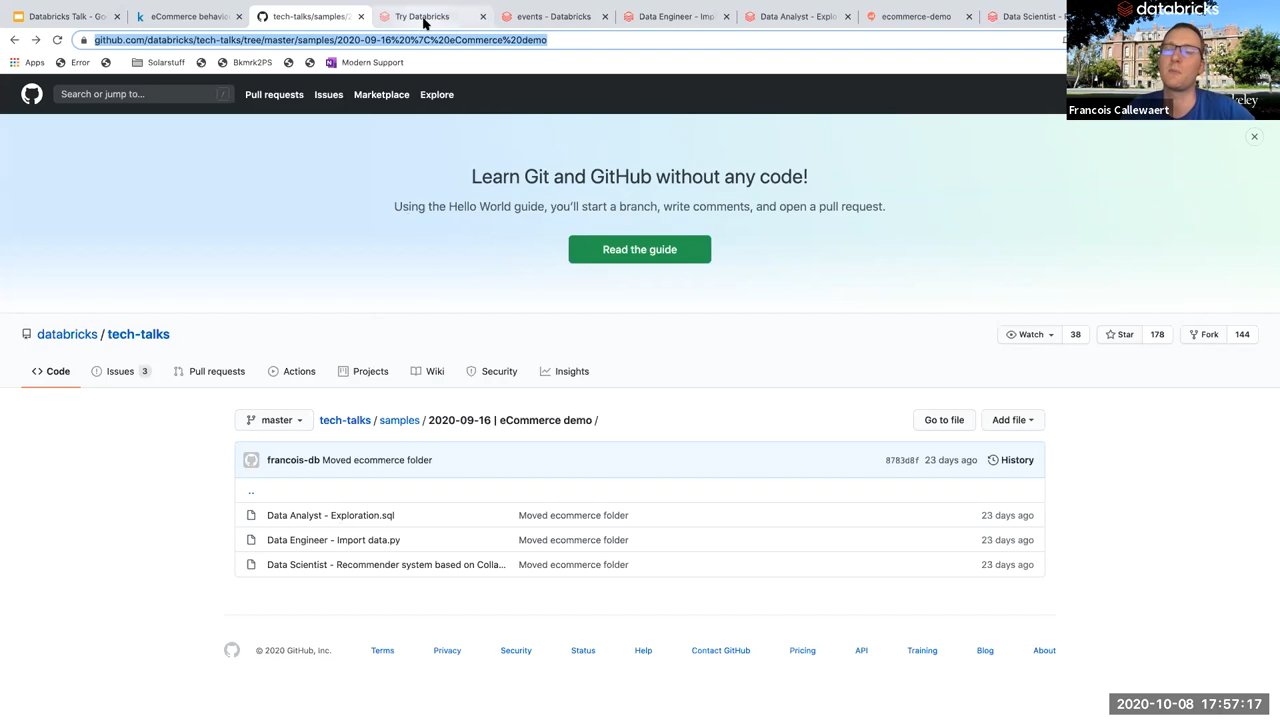 Databricks Talk - Go
eCommerce behavio
tech-talks/samples/2
Try Databricks
events - Databricks
Data Engineer - Imp
Data Analyst - Explo
ecommerce-demo
Data Scientist - R
databricks
github.com/databricks/tech-talks/tree/master/samples/2020-09-16%20%7C%20eCommerce%20demo
Apps
Error
Solarstuff
Bkmrk2PS
Modern Support
Francois Callewaert
keley
Search or jump to...
/
Pull requests
Issues
Marketplace
Explore
Learn Git and GitHub without any code!
Using the Hello World guide, you'll start a branch, write comments, and open a pull request.
Read the guide
databricks / tech-talks
Watch 38
Star 178
Fork 144
Code
Issues 3
Pull requests
Actions
Projects
Wiki
Security
Insights
master
tech-talks / samples / 2020-09-16 | eCommerce demo /
Go to file
Add file
francois-db Moved ecommerce folder
8783d8f 23 days ago
History
..
Data Analyst - Exploration.sql Moved ecommerce folder 23 days ago
Data Engineer - Import data.py Moved ecommerce folder 23 days ago
Data Scientist - Recommender system based on Colla... Moved ecommerce folder 23 days ago
© 2020 GitHub, Inc.
Terms
Privacy
Security
Status
Help
Contact GitHub
Pricing
API
Training
Blog
About
2020-10-08 17:57:17